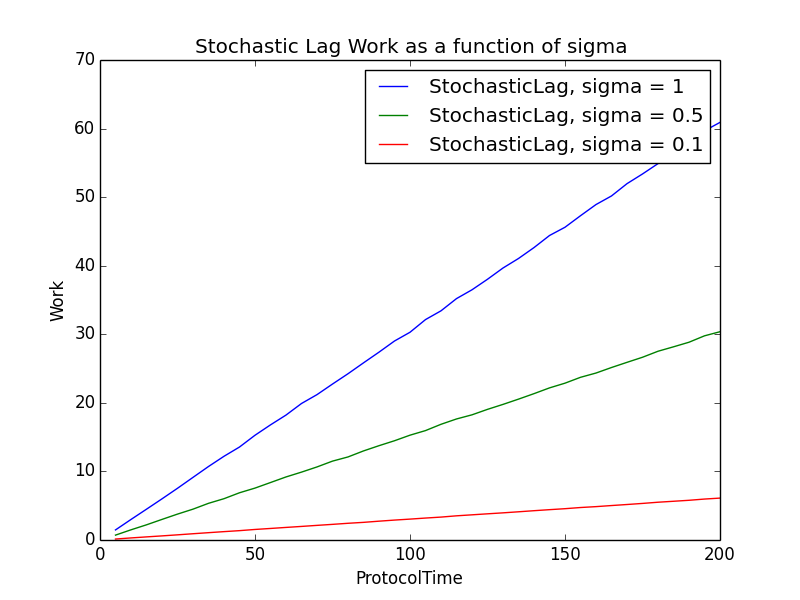 Stochastic Lag Work as a function of sigma
70
60
50
40
30
20
10
0
Work
StochasticLag, sigma = 1
StochasticLag, sigma = 0.5
StochasticLag, sigma = 0.1
0 50 100 150 200
ProtocolTime